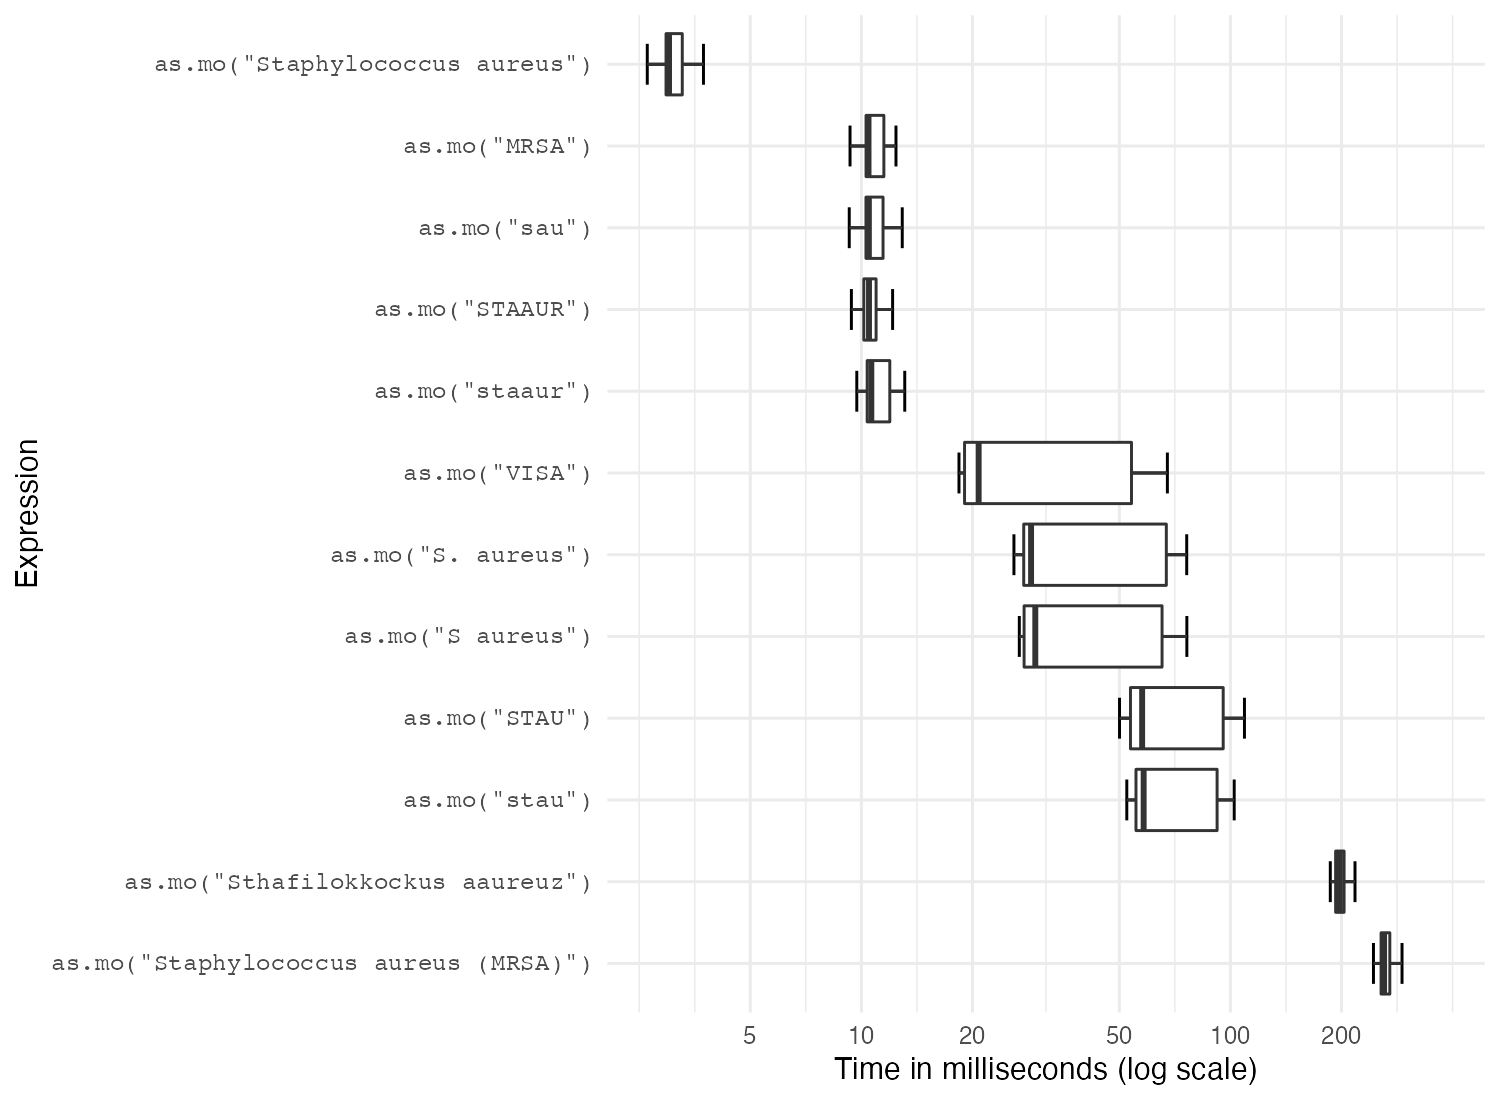 as.mo("Staphylococcus aureus")
as.mo("MRSA")
as.mo("sau")
as.mo("STAAUR")
as.mo("staaur")
as.mo("VISA")
as.mo("S. aureus")
as.mo("S aureus")
as.mo("STAU")
as.mo("stau")
as.mo("Sthafilokkockus aaureuz")
as.mo("Staphylococcus aureus (MRSA)")
Expression
5 10 20 50 100 200
Time in milliseconds (log scale)